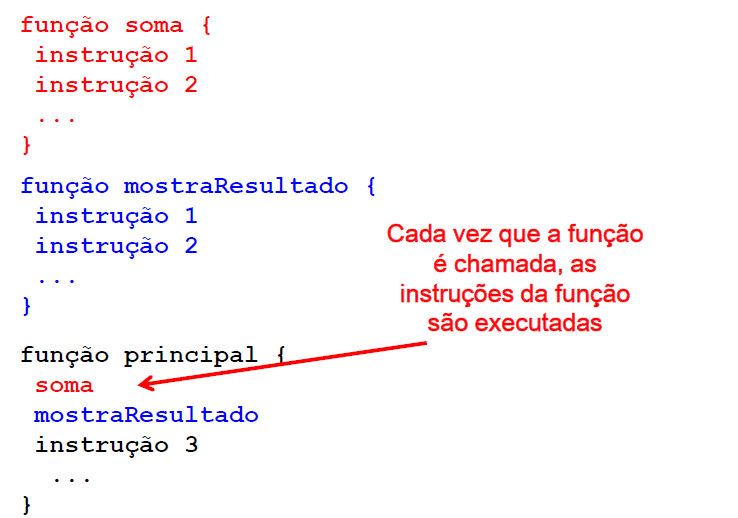 função soma {
instrução 1
instrução 2
...
}
função mostraResultado {
instrução 1
instrução 2
...
}
Cada vez que a função
é chamada, as
instruções da função
são executadas
função principal {
soma
mostraResultado
instrução 3
...
}